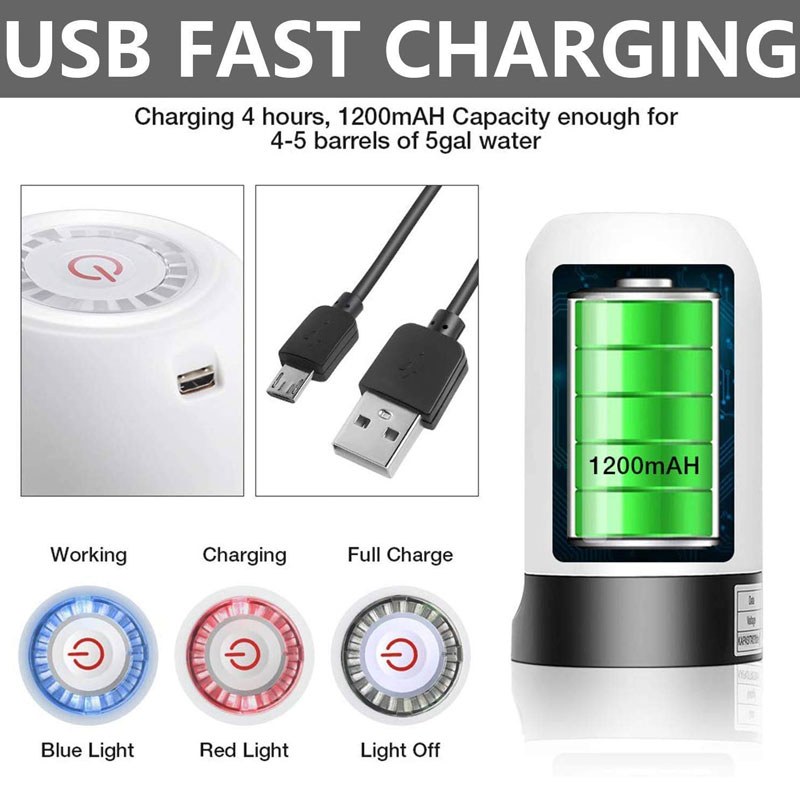 USB FAST CHARGING
Charging 4 hours, 1200mAH Capacity enough for
4-5 barrels of 5gal water
1200mAH
Working
Charging
Full Charge
Blue Light
Red Light
Light Off